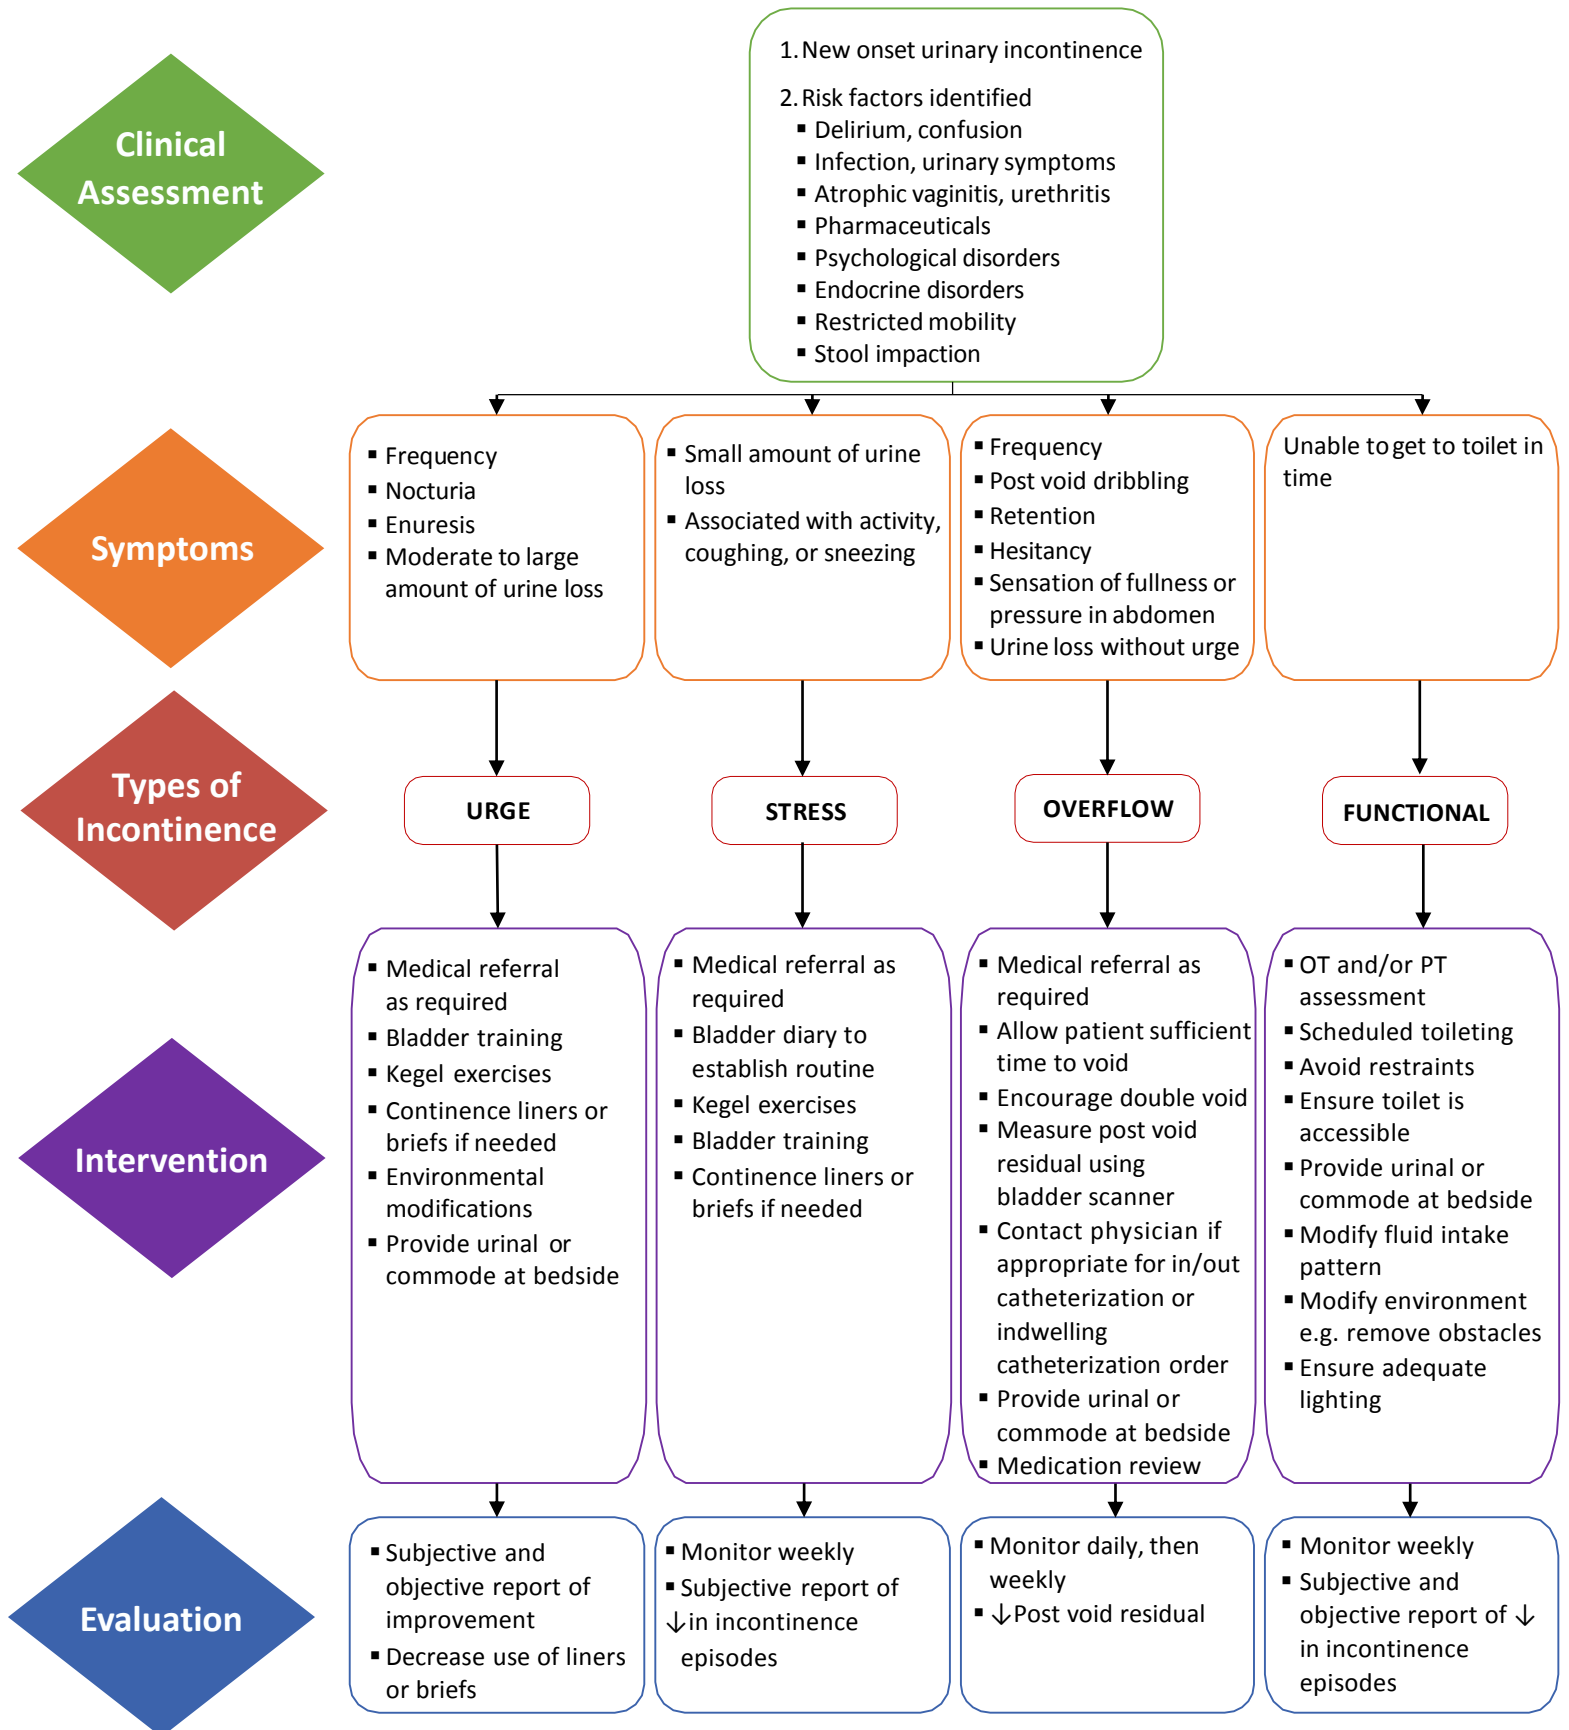 Clinical
Assessment
1. New onset urinary incontinence
2. Risk factors identified
▪ Delirium, confusion
▪ Infection, urinary symptoms
▪ Atrophic vaginitis, urethritis
▪ Pharmaceuticals
▪ Psychological disorders
▪ Endocrine disorders
▪ Restricted mobility
▪ Stool impaction
Symptoms
▪ Frequency
▪ Nocturia
▪ Enuresis
▪ Moderate to large
amount of urine loss
▪ Small amount of urine
loss
▪ Associated with activity,
coughing, or sneezing
▪ Frequency
▪ Post void dribbling
▪ Retention
▪ Hesitancy
▪ Sensation of fullness or
pressure in abdomen
▪ Urine loss without urge
Unable to get to toilet in
time
Types of
Incontinence
URGE
STRESS
OVERFLOW
FUNCTIONAL
Intervention
▪ Medical referral
as required
▪ Bladder training
▪ Kegel exercises
▪ Continence liners or
briefs if needed
▪ Environmental
modifications
▪ Provide urinal or
commode at bedside
▪ Medical referral as
required
▪ Bladder diary to
establish routine
▪ Kegel exercises
▪ Bladder training
▪ Continence liners or
briefs if needed
▪ Medical referral as
required
▪ Allow patient sufficient
time to void
▪ Encourage double void
▪ Measure post void
residual using
bladder scanner
▪ Contact physician if
appropriate for in/out
catheterization or
indwelling
catheterization order
▪ Provide urinal or
commode at bedside
▪ Medication review
▪ OT and/or PT
assessment
▪ Scheduled toileting
▪ Avoid restraints
▪ Ensure toilet is
accessible
▪ Provide urinal or
commode at bedside
▪ Modify fluid intake
pattern
▪ Modify environment
e.g. remove obstacles
▪ Ensure adequate
lighting
Evaluation
▪ Subjective and
objective report of
improvement
▪ Decrease use of liners
or briefs
▪ Monitor weekly
▪ Subjective report of
↓in incontinence
episodes
▪ Monitor daily, then
weekly
▪ ↓Post void residual
▪ Monitor weekly
▪ Subjective and
objective report of ↓
in incontinence
episodes